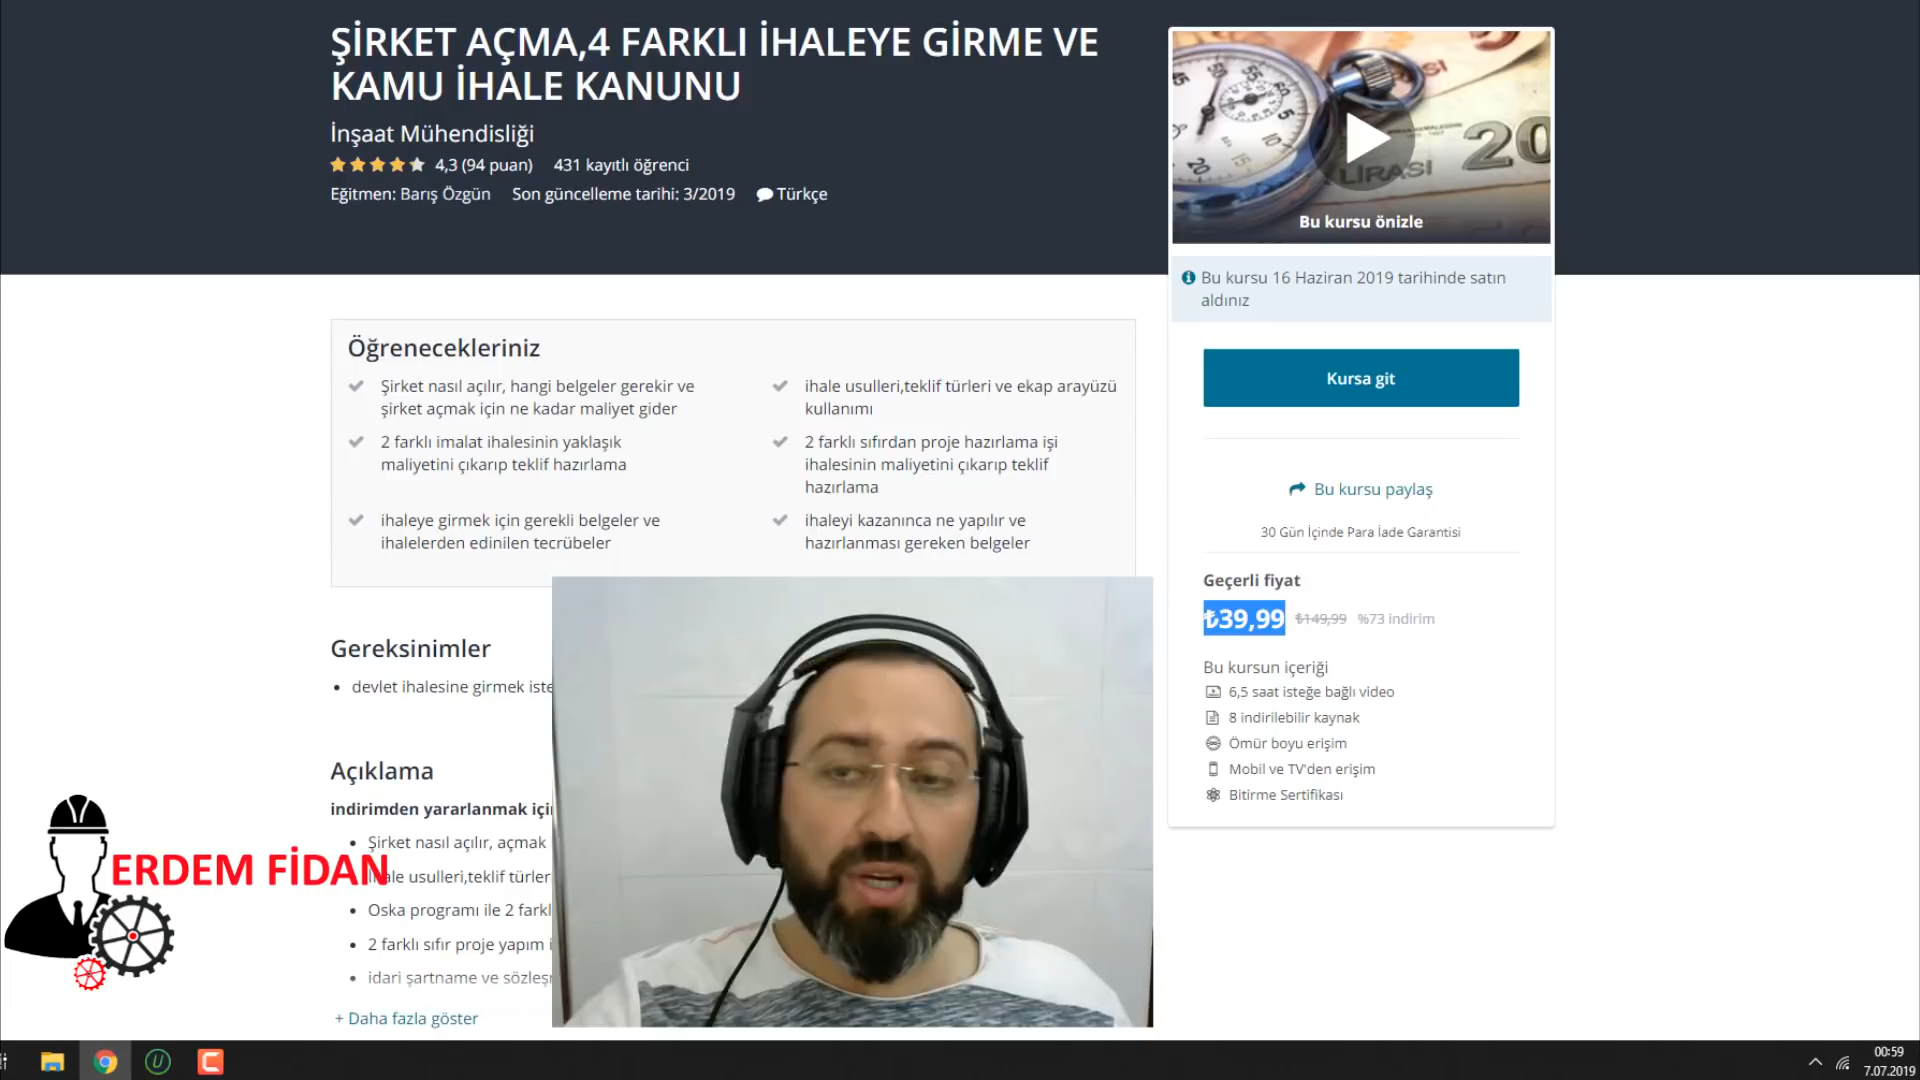 ŞİRKET AÇMA,4 FARKLI İHALEYE GİRME VE
KAMU İHALE KANUNU
İnşaat Mühendisliği
4,3 (94 puan) 431 kayıtlı öğrenci
Eğitmen: Barış Özgün Son güncelleme tarihi: 3/2019 Türkçe
Bu kursu önizle
Bu kursu 16 Haziran 2019 tarihinde satın
aldınız
Kursa git
Bu kursu paylaş
30 Gün İçinde Para İade Garantisi
Geçerli fiyat
₺39,99 ₺149,99 %73 indirim
Bu kursun içeriği
6,5 saat isteğe bağlı video
8 indirilebilir kaynak
Ömür boyu erişim
Mobil ve TV'den erişim
Bitirme Sertifikası
Öğrenecekleriniz
Şirket nasıl açılır, hangi belgeler gerekir ve
şirket açmak için ne kadar maliyet gider
ihale usulleri,teklif türleri ve ekap arayüzü
kullanımı
2 farklı imalat ihalesinin yaklaşık
maliyetini çıkarıp teklif hazırlama
2 farklı sıfırdan proje hazırlama işi
ihalesinin maliyetini çıkarıp teklif
hazırlama
ihaleye girmek için gerekli belgeler ve
ihalelerden edinilen tecrübeler
ihaleyi kazanınca ne yapılır ve
hazırlanması gereken belgeler
Gereksinimler
devlet ihalesine girmek iste
Açıklama
indirimden yararlanmak içi
Şirket nasıl açılır, açmak
ERDEM FİDAN
ihale usulleri,teklif türler
Oska programı ile 2 farkl
2 farklı sıfır proje yapım i
idari şartname ve sözleş
+ Daha fazla göster
00:59
7.07.2019